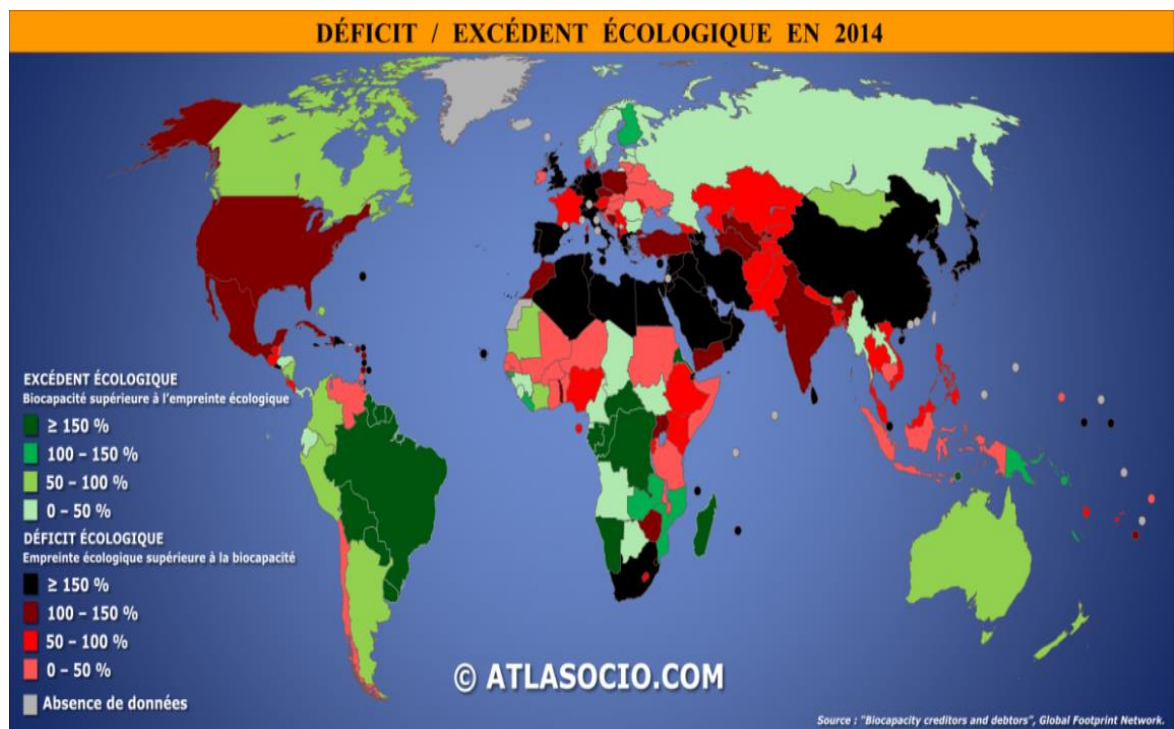 DÉFICIT / EXCÉDENT ÉCOLOGIQUE EN 2014
EXCÉDENT ÉCOLOGIQUE
Biocapacité supérieure à l'empreinte écologique
≥ 150 %
100 – 150 %
50 – 100 %
0 – 50 %
DÉFICIT ÉCOLOGIQUE
Empreinte écologique supérieure à la biocapacité
≥ 150 %
100 – 150 %
50 – 100 %
0 – 50 %
Absence de données
© ATLASOCIO.COM
Source : "Biocapacity creditors and debtors", Global Footprint Network.